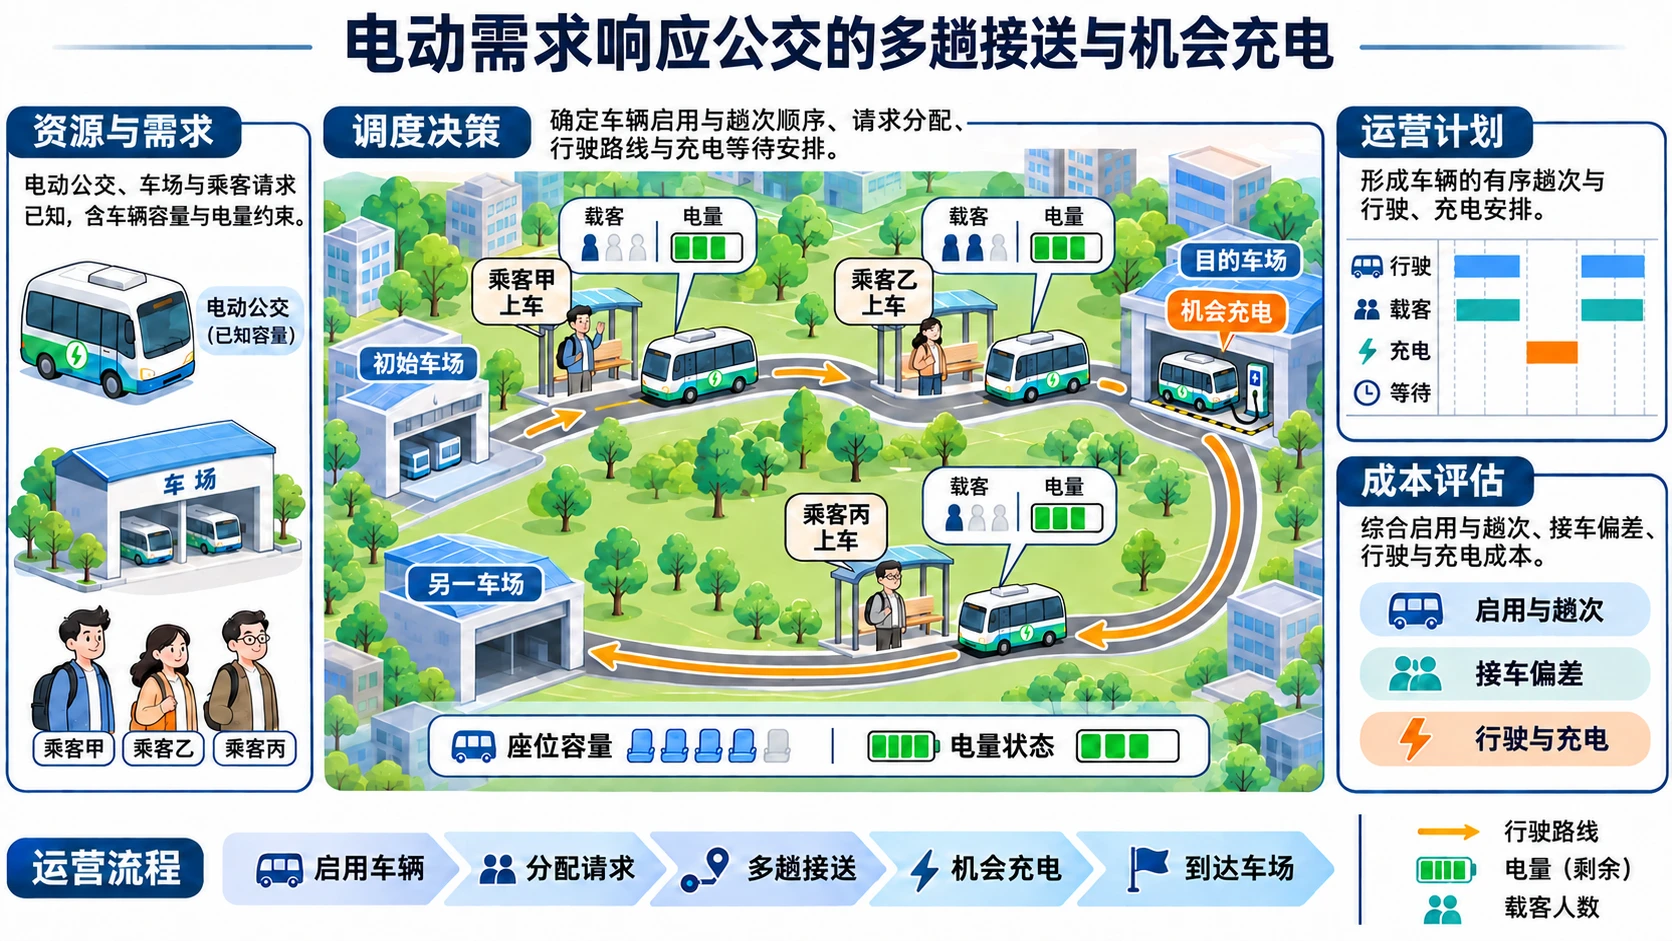 电动需求响应公交的多趟接送与机会充电
资源与需求
电动公交、车场与乘客请求
已知，含车辆容量与电量约束。
电动公交
（已知容量）
车场
乘客甲
乘客乙
乘客丙
调度决策
确定车辆启用与趟次顺序、请求分配、
行驶路线与充电等待安排。
载客
电量
乘客甲
上车
载客
电量
乘客乙
上车
目的车场
机会充电
初始车场
载客
电量
乘客丙
上车
另一车场
座位容量
电量状态
运营计划
形成车辆的有序趟次与
行驶、充电安排。
行驶
载客
充电
等待
成本评估
综合启用与趟次、接车偏差、
行驶与充电成本。
启用与趟次
接车偏差
行驶与充电
运营流程
启用车辆
分配请求
多趟接送
机会充电
到达车场
行驶路线
电量（剩余）
载客人数